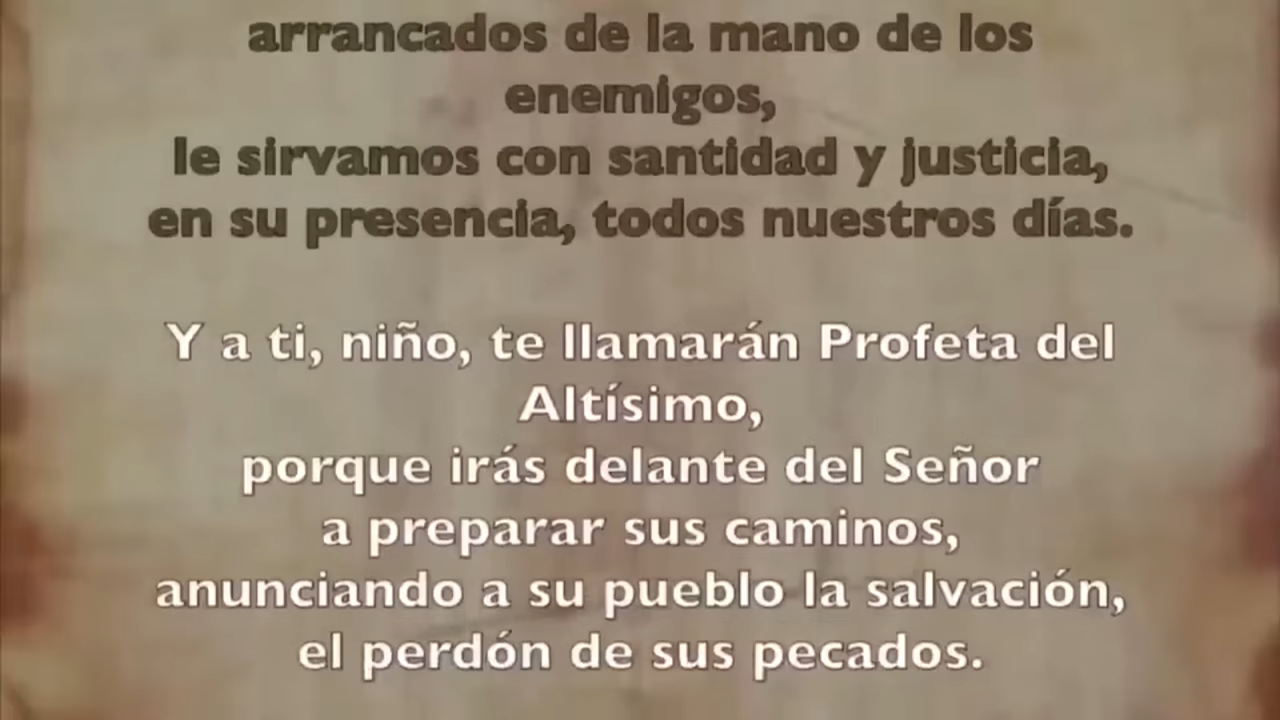 arrancados de la mano de los
enemigos,
le sirvamos con santidad y justicia,
en su presencia, todos nuestros días.
Y a ti, niño, te llamarán Profeta del
Altísimo,
porque irás delante del Señor
a preparar sus caminos,
anunciando a su pueblo la salvación,
el perdón de sus pecados.